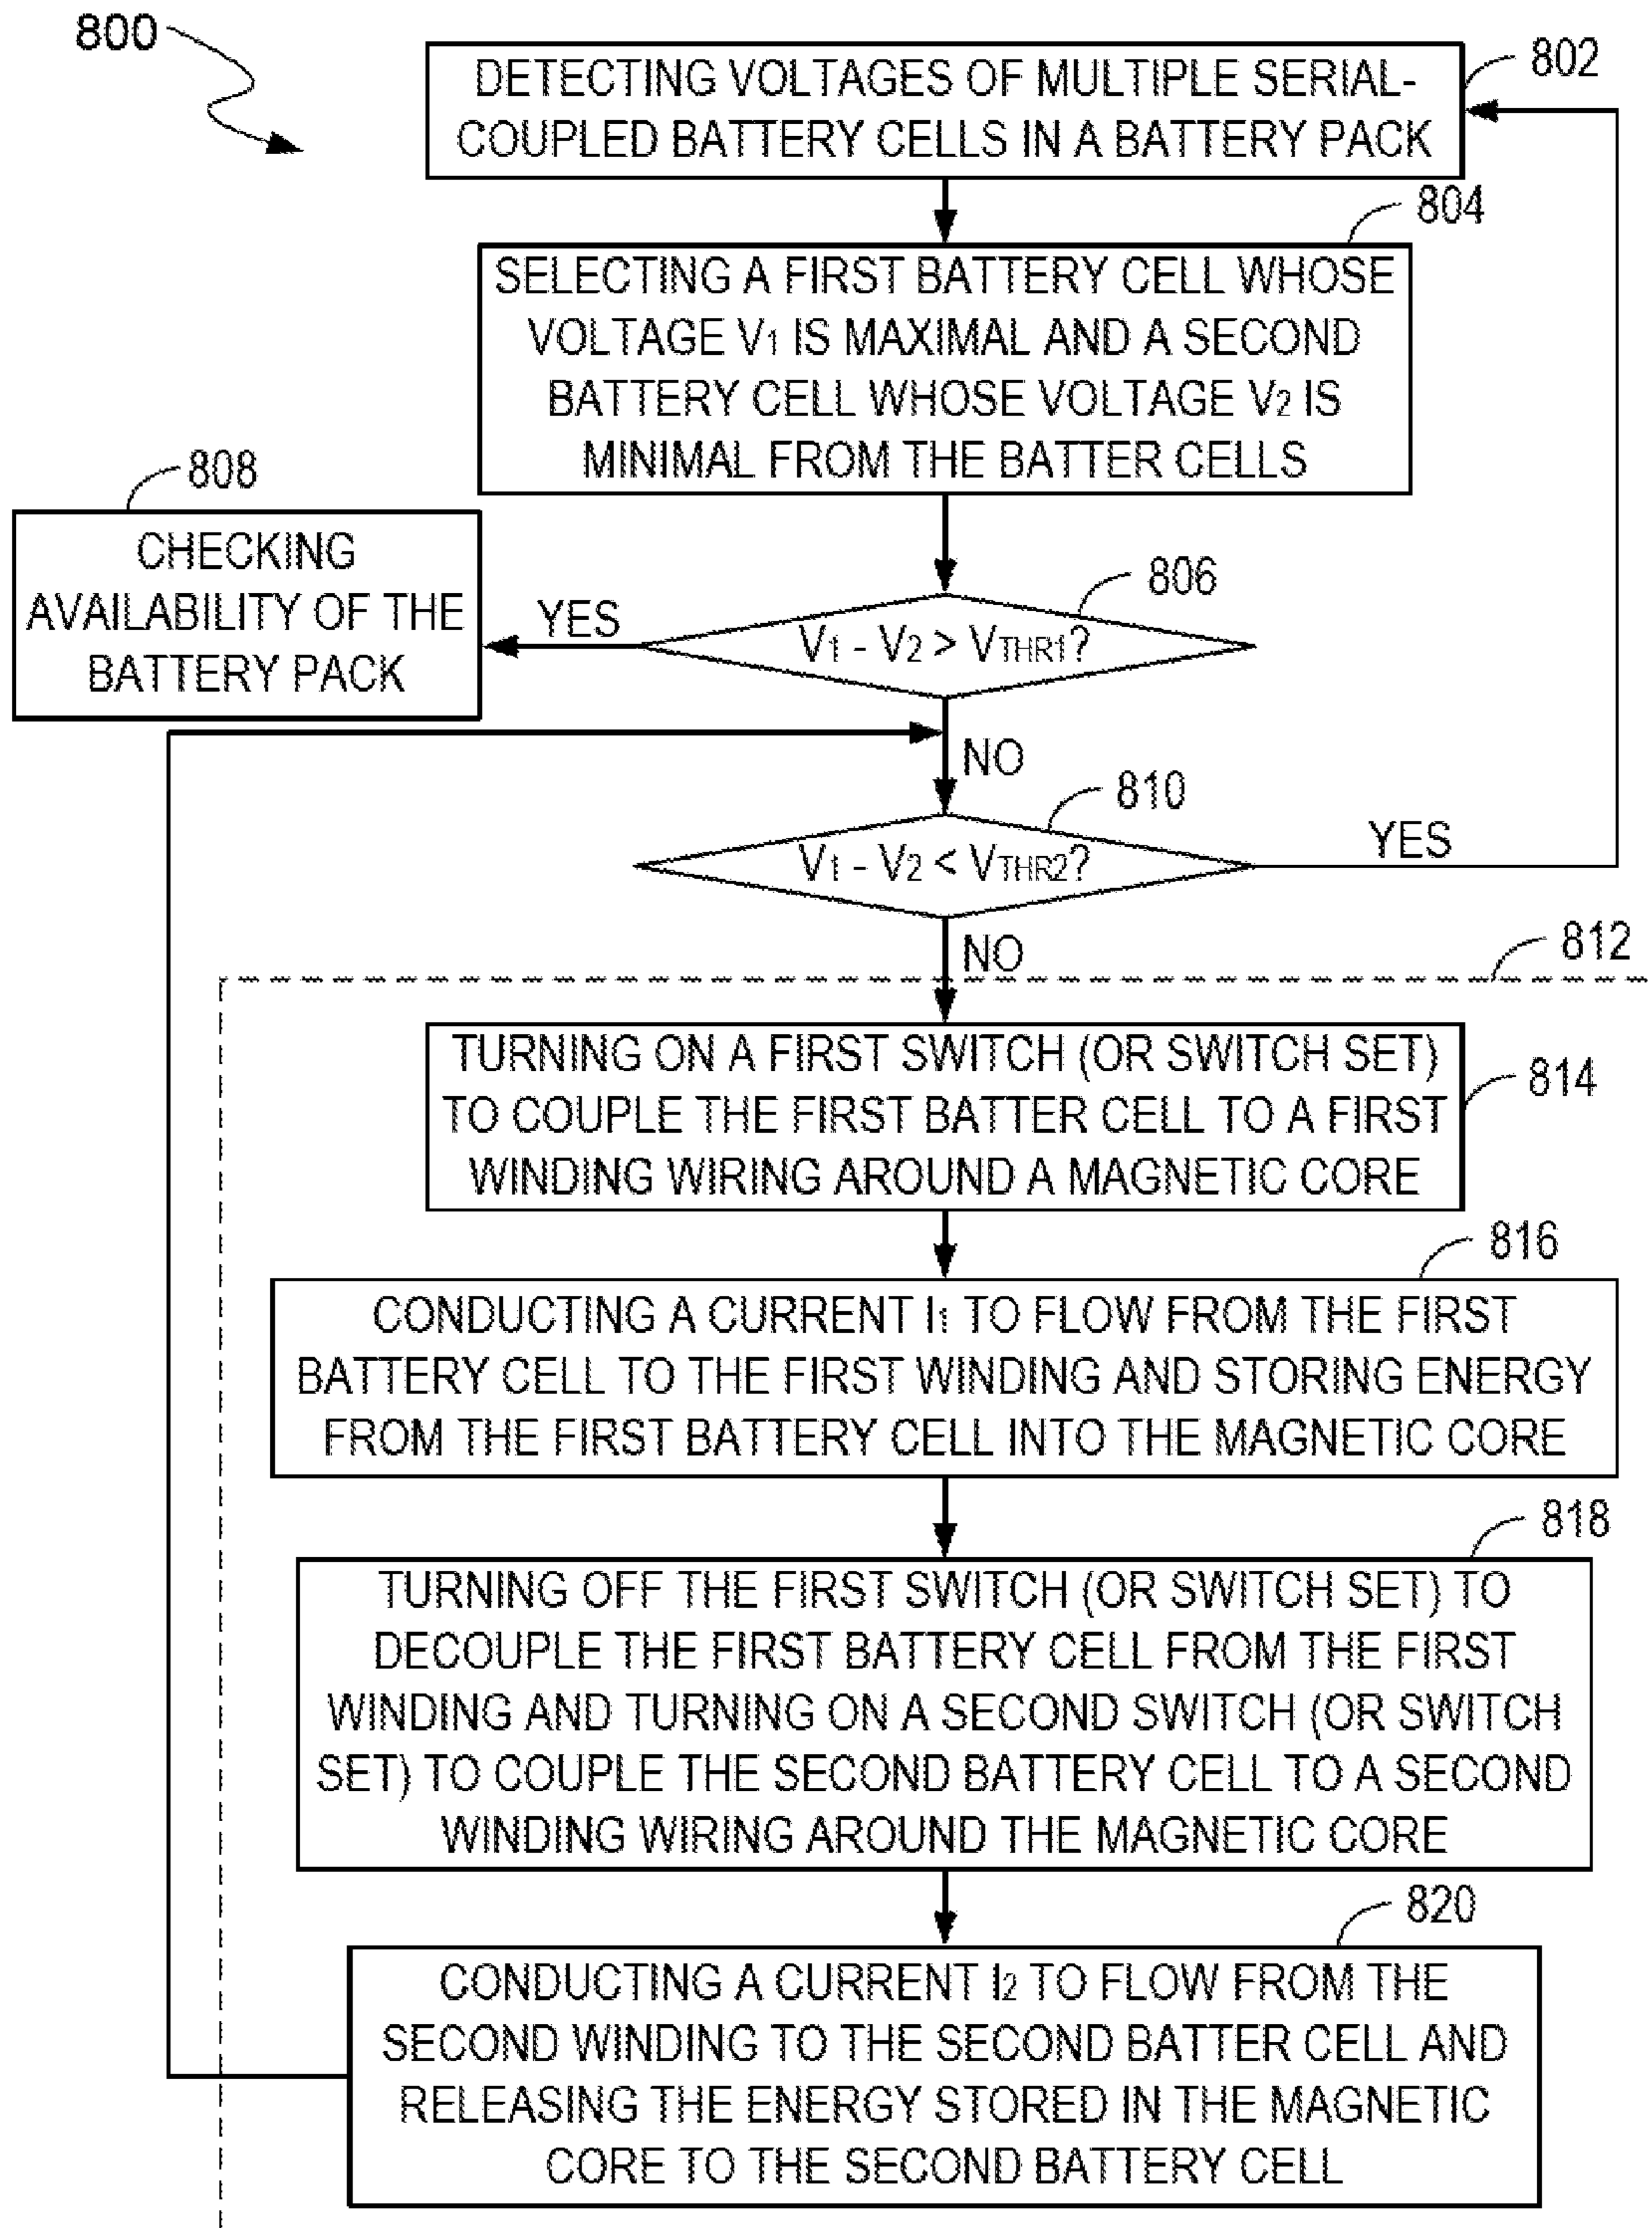 800
DETECTING VOLTAGES OF MULTIPLE SERIAL-
COUPLED BATTERY CELLS IN A BATTERY PACK
802
804
SELECTING A FIRST BATTERY CELL WHOSE
VOLTAGE V1 IS MAXIMAL AND A SECOND
BATTERY CELL WHOSE VOLTAGE V2 IS
MINIMAL FROM THE BATTER CELLS
808
CHECKING
AVAILABILITY OF THE
BATTERY PACK
YES
806
V1 - V2 > VTHR1?
NO
810
V1 - V2 < VTHR2?
YES
NO
812
TURNING ON A FIRST SWITCH (OR SWITCH SET)
TO COUPLE THE FIRST BATTER CELL TO A FIRST
WINDING WIRING AROUND A MAGNETIC CORE
814
816
CONDUCTING A CURRENT I1 TO FLOW FROM THE FIRST
BATTERY CELL TO THE FIRST WINDING AND STORING ENERGY
FROM THE FIRST BATTERY CELL INTO THE MAGNETIC CORE
818
TURNING OFF THE FIRST SWITCH (OR SWITCH SET) TO
DECOUPLE THE FIRST BATTERY CELL FROM THE FIRST
WINDING AND TURNING ON A SECOND SWITCH (OR SWITCH
SET) TO COUPLE THE SECOND BATTERY CELL TO A SECOND
WINDING WIRING AROUND THE MAGNETIC CORE
820
CONDUCTING A CURRENT I2 TO FLOW FROM THE
SECOND WINDING TO THE SECOND BATTER CELL AND
RELEASING THE ENERGY STORED IN THE MAGNETIC
CORE TO THE SECOND BATTERY CELL